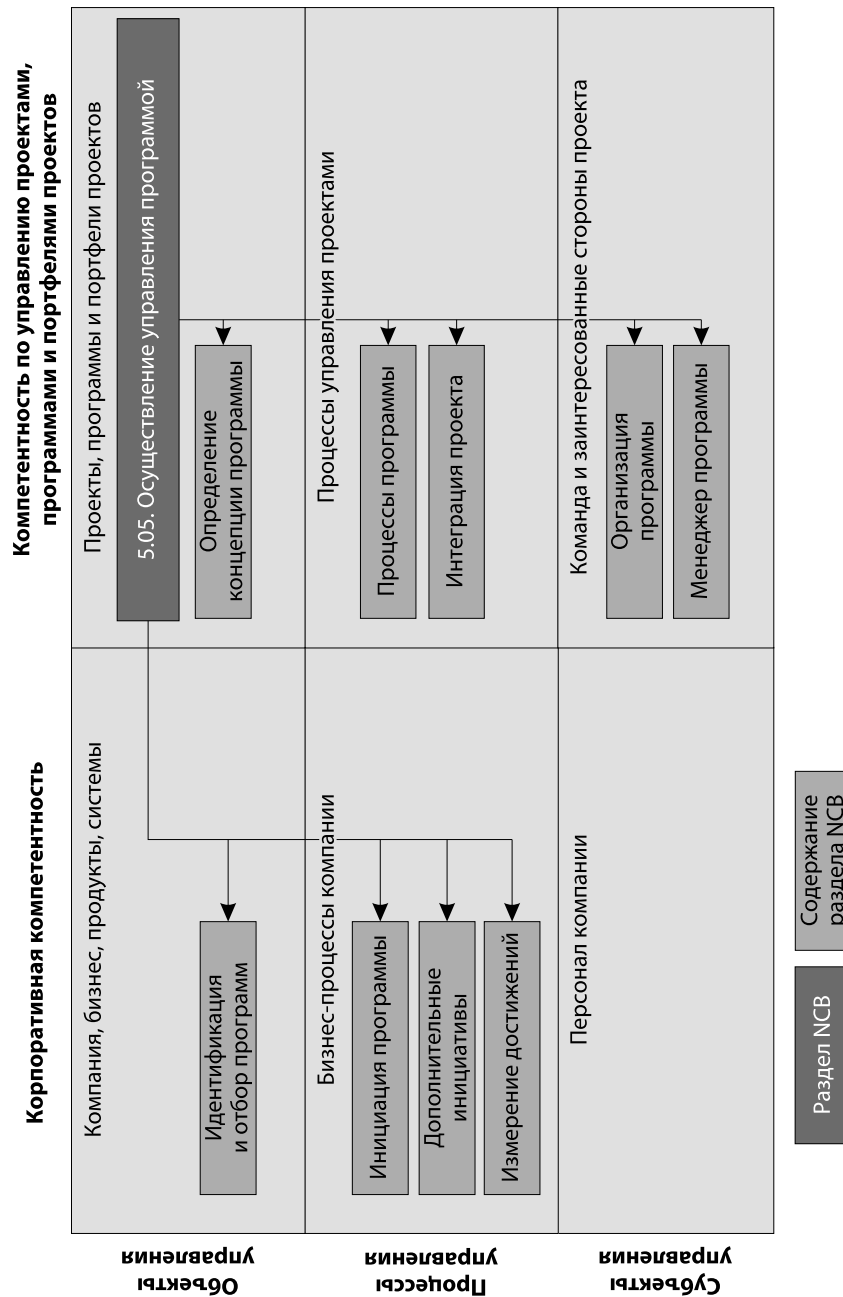 Корпоративная компетентность
Компетентность по управлению проектами,
программами и портфелями проектов
Объекты
управления
Компания, бизнес, продукты, системы
Идентификация
и отбор программ
Проекты, программы и портфели проектов
5.05. Осуществление управления программой
Определение
концепции программы
Процессы
управления
Бизнес-процессы компании
Инициация программы
Дополнительные
инициативы
Измерение достижений
Процессы управления проектами
Процессы программы
Интеграция проекта
Субъекты
управления
Персонал компании
Команда и заинтересованные стороны проекта
Организация
программы
Менеджер программы
Раздел NCB
Содержание
раздела NCB